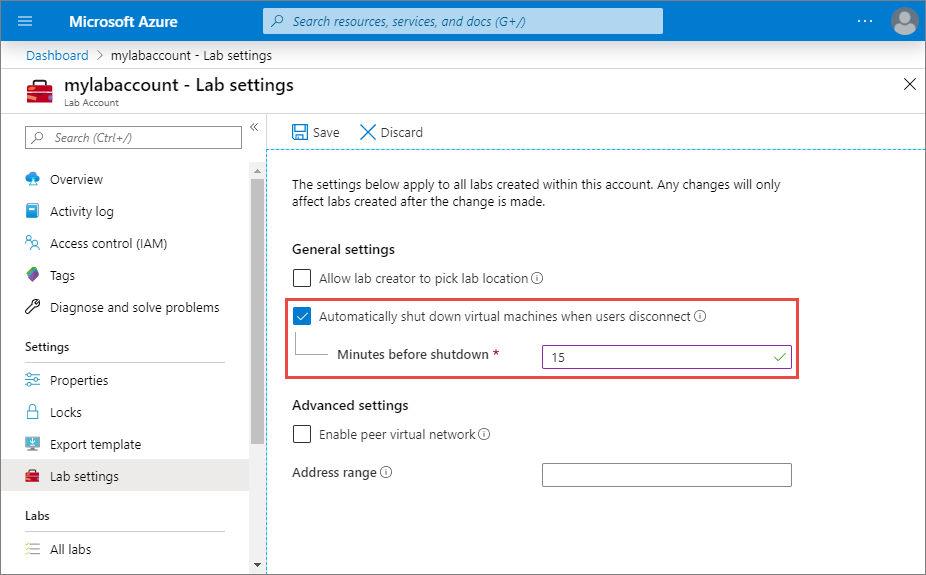 Microsoft Azure
Search resources, services, and docs (G+/)
...
Dashboard > mylabaccount - Lab settings
mylabaccount - Lab settings
Lab Account
Search (Ctrl+/)
Overview
Activity log
Access control (IAM)
Tags
Diagnose and solve problems
Settings
Properties
Locks
Export template
Lab settings
Labs
All labs
Save
Discard
The settings below apply to all labs created within this account. Any changes will only
affect labs created after the change is made.
General settings
Allow lab creator to pick lab location
Automatically shut down virtual machines when users disconnect
Minutes before shutdown *
15
Advanced settings
Enable peer virtual network
Address range